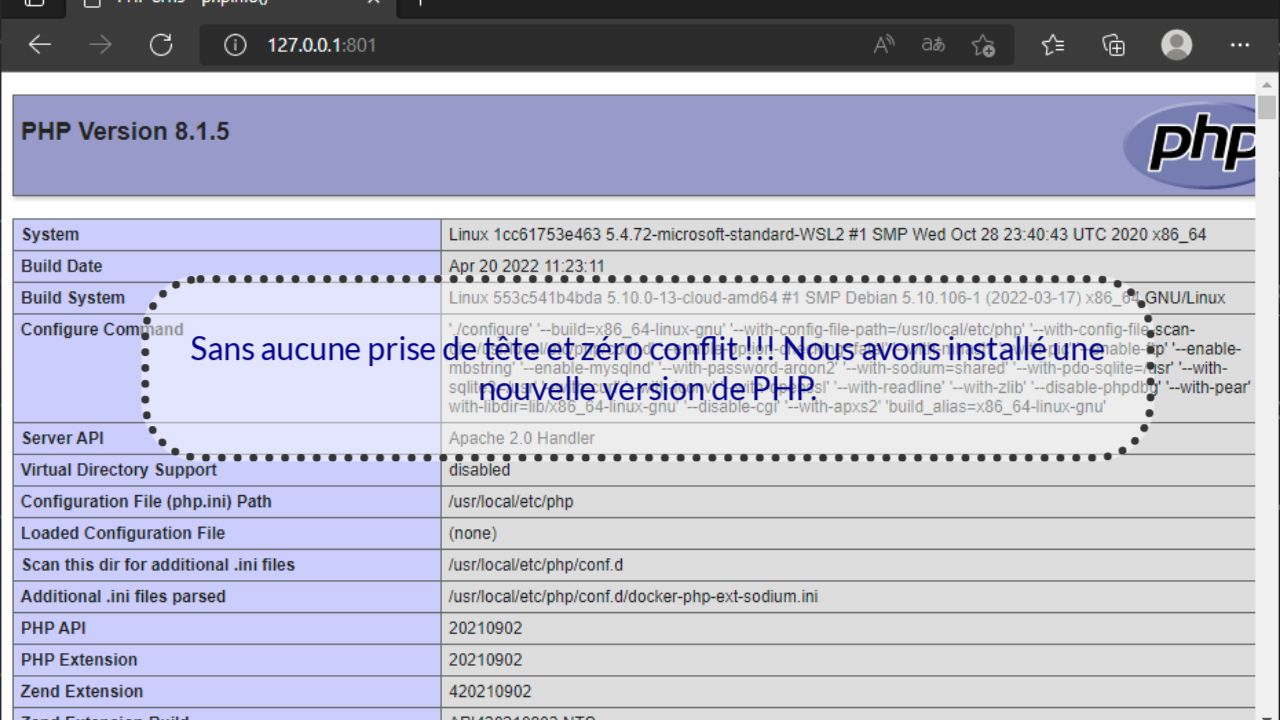 127.0.0.1:801
PHP Version 8.1.5
php
System Linux 1cc61753e463 5.4.72-microsoft-standard-WSL2 #1 SMP Wed Oct 28 23:40:43 UTC 2020 x86_64
Build Date Apr 20 2022 11:23:11
Build System Linux 553c541b4bda 5.10.0-13-cloud-amd64 #1 SMP Debian 5.10.106-1 (2022-03-17) x86_64 GNU/Linux
Configure Command './configure' '--build=x86_64-linux-gnu' '--with-config-file-path=/usr/local/etc/php' '--with-config-file-scan-
Sans aucune prise de tête et zéro conflit !!! Nous avons installé une
nouvelle version de PHP.
'--enable-
mbstring' '--enable-mysqlnd' '--with-password-argon2' '--with-sodium=shared' '--with-pdo-sqlite=/usr' '--with-
'--with-readline' '--with-zlib' '--disable-phpdbg' '--with-pear'
'--with-libdir=lib/x86_64-linux-gnu' '--disable-cgi' '--with-apxs2' 'build_alias=x86_64-linux-gnu'
Server API Apache 2.0 Handler
Virtual Directory Support disabled
Configuration File (php.ini) Path /usr/local/etc/php
Loaded Configuration File (none)
Scan this dir for additional .ini files /usr/local/etc/php/conf.d
Additional .ini files parsed /usr/local/etc/php/conf.d/docker-php-ext-sodium.ini
PHP API 20210902
PHP Extension 20210902
Zend Extension 420210902